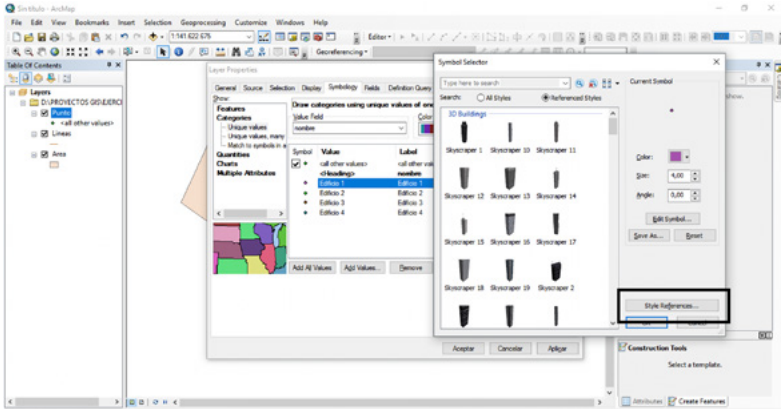 Sin título - ArcMap
File Edit View Bookmarks Insert Selection Geoprocessing Customize Windows Help
1:141.622.675
Editor
Georeferencing
Table Of Contents
Layers
D:\PROYECTOS GIS\EJERCI
Punto
<all other values>
Lineas
Area
Layer Properties
General Source Selection Display Symbology Fields Definition Query
Show:
Features
Categories
Unique values
Unique values, many
Match to symbols in a
Quantities
Charts
Multiple Attributes
Draw categories using unique values of one
Value Field
Color
nombre
Symbol Value Label
<all other values> <all other value
<Heading> nombre
Edificio 1 Edificio 1
Edificio 2 Edificio 2
Edificio 3 Edificio 3
Edificio 4 Edificio 4
Add All Values Add Values... Remove
Aceptar Cancelar Aplicar
Symbol Selector
Type here to search
Search: All Styles Referenced Styles
3D Buildings
Skyscraper 1 Skyscraper 10 Skyscraper 11
Skyscraper 12 Skyscraper 13 Skyscraper 14
Skyscraper 15 Skyscraper 16 Skyscraper 17
Skyscraper 18 Skyscraper 19 Skyscraper 2
Current Symbol
Color:
Size: 4,00
Angle: 0,00
Edit Symbol...
Save As... Reset
Style References...
OK Cancel
show.
Construction Tools
Select a template.
Attributes Create Features